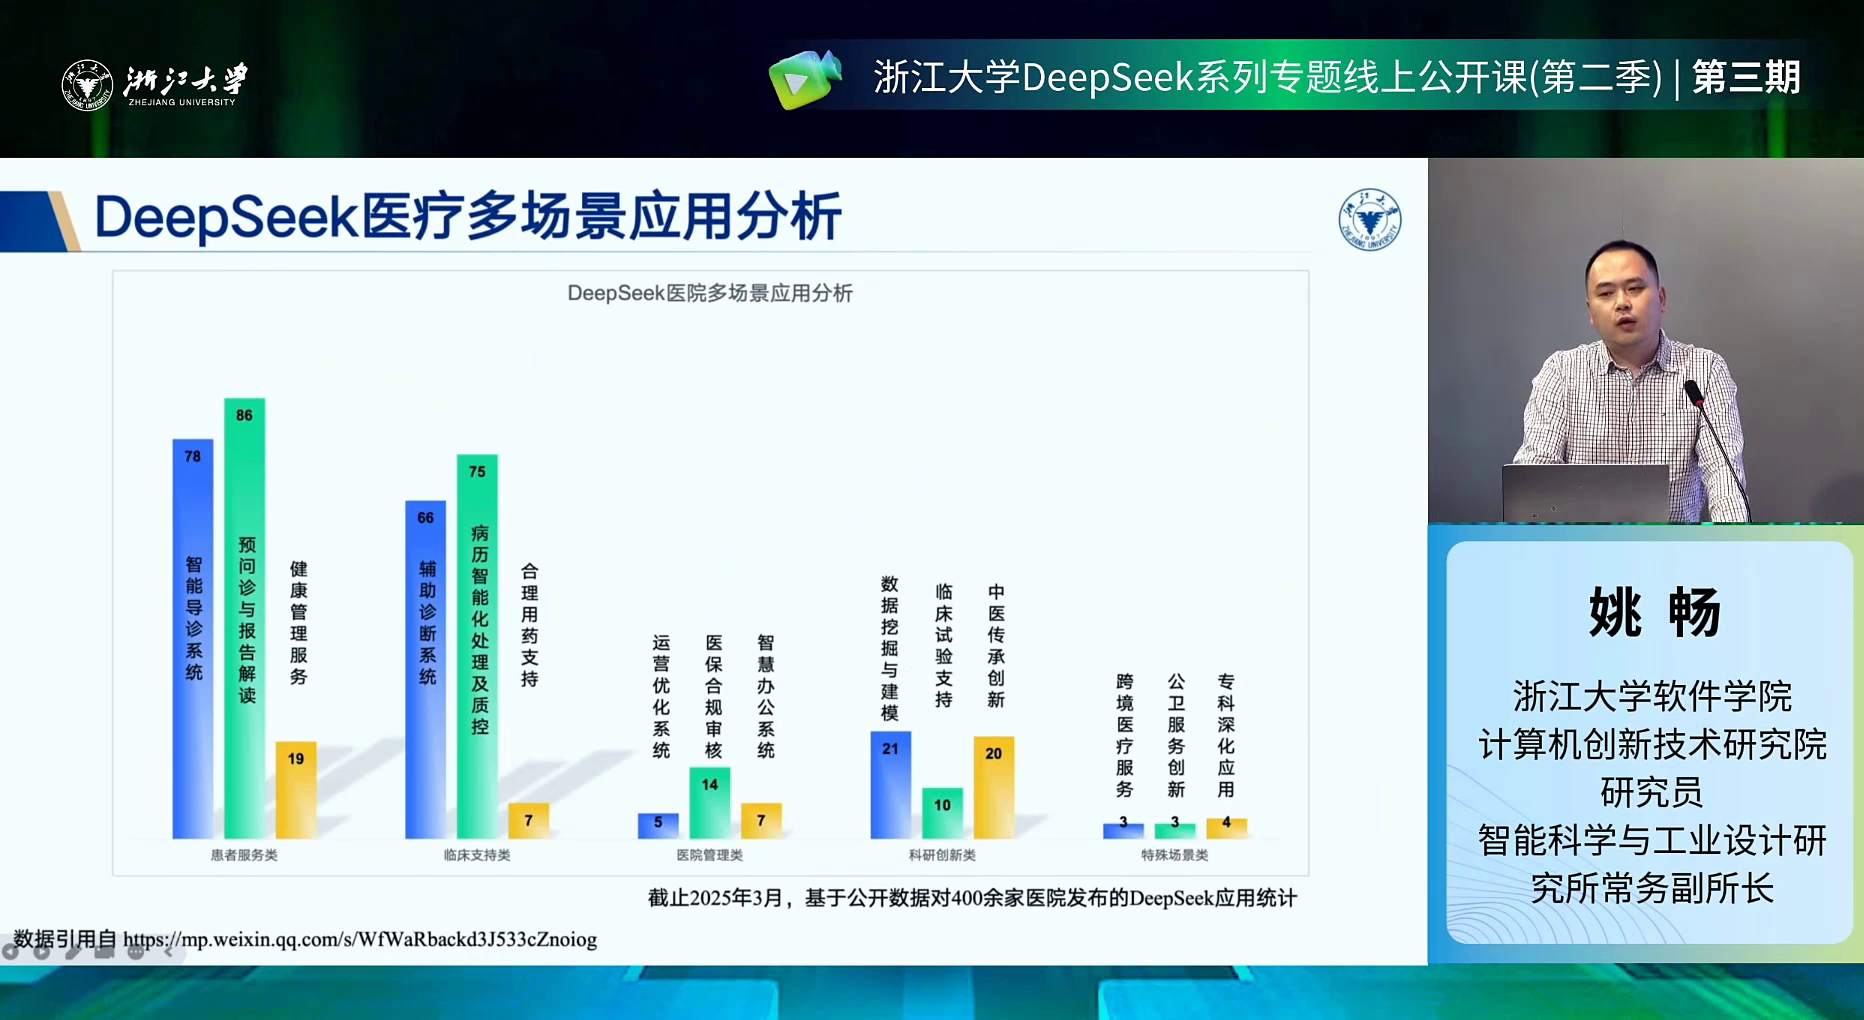 浙江大学
ZHEJIANG UNIVERSITY
浙江大学DeepSeek系列专题线上公开课(第二季) | 第三期
DeepSeek医疗多场景应用分析
DeepSeek医院多场景应用分析
78
智能导诊系统
86
预问诊与报告解读
健康管理服务
19
66
辅助诊断系统
75
病历智能化处理及质控
合理用药支持
7
运营优化系统
5
医保合规审核
14
智慧办公系统
7
数据挖掘与建模
21
临床试验支持
10
中医传承创新
20
跨境医疗服务
3
公卫服务创新
3
专科深化应用
4
患者服务类
临床支持类
医院管理类
科研创新类
特殊场景类
截止2025年3月，基于公开数据对400余家医院发布的DeepSeek应用统计
数据引用自 https://mp.weixin.qq.com/s/WfWaRbackd3J533cZnoiog
姚 畅
浙江大学软件学院
计算机创新技术研究院
研究员
智能科学与工业设计研
究所常务副所长